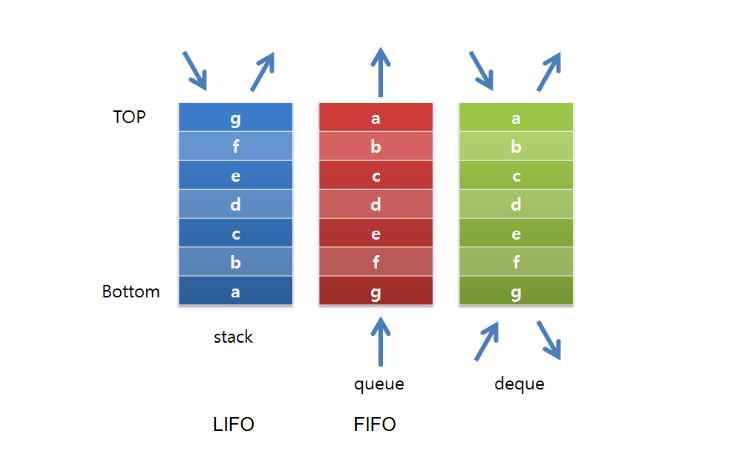 TOP
g a a
f b b
e c c
d d d
c e e
b f f
Bottom a g g
stack
queue deque
LIFO FIFO